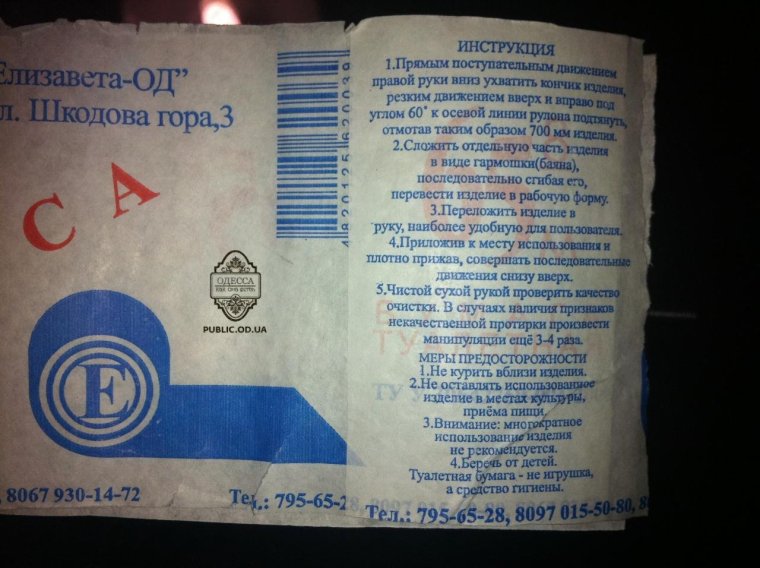 Елизавета-ОД”
л. Шкодова гора,3
С А
4 820125 620039
ОДЕССА
КАК ОНА ЕСТЬ
PUBLIC.OD.UA
E
8067 930-14-72
Тел.: 795-65-2
ИНСТРУКЦИЯ
1.Прямым поступательным движением
правой руки вниз ухватить кончик изделия,
резким движением вверх и вправо под
углом 60° к осевой линии рулона подтянуть,
отмотав таким образом 700 мм изделия.
2.Сложить отдельную часть изделия
в виде гармошки(баяна),
последовательно сгибая его,
перевести изделие в рабочую форму.
3.Переложить изделие в
руку, наиболее удобную для пользователя.
4.Приложив к месту использования и
плотно прижав, совершать последовательные
движения снизу вверх.
5.Чистой сухой рукой проверить качество
очистки. В случаях наличия признаков
некачественной протирки произвести
манипуляции ещё 3-4 раза.
МЕРЫ ПРЕДОСТОРОЖНОСТИ
1.Не курить вблизи изделия.
2.Не оставлять использованное
изделие в местах культуры,
приёма пищи.
3.Внимание: многократное
использование изделия
не рекомендуется.
4.Беречь от детей.
Туалетная бумага - не игрушка,
а средство гигиены.
Тел.: 795-65-28, 8097 015-50-80, 8